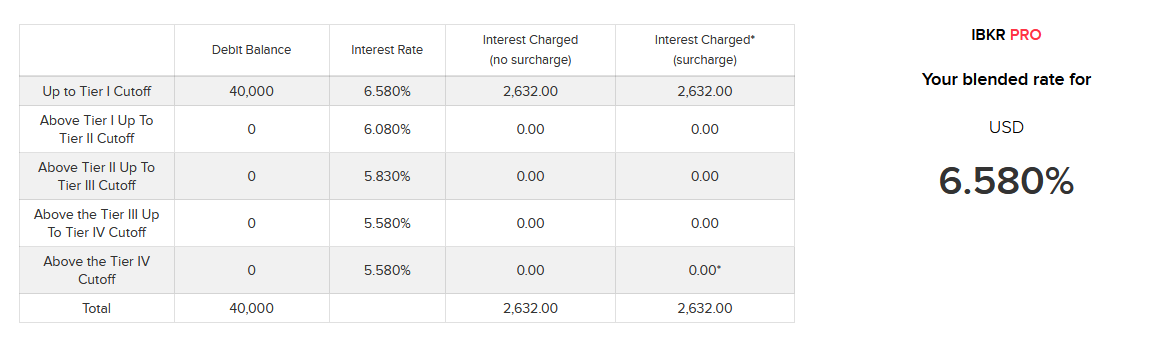 Debit Balance Interest Rate Interest Charged (no surcharge) Interest Charged* (surcharge)
Up to Tier I Cutoff 40,000 6.580% 2,632.00 2,632.00
Above Tier I Up To Tier II Cutoff 0 6.080% 0.00 0.00
Above Tier II Up To Tier III Cutoff 0 5.830% 0.00 0.00
Above the Tier III Up To Tier IV Cutoff 0 5.580% 0.00 0.00
Above the Tier IV Cutoff 0 5.580% 0.00 0.00*
Total 40,000 2,632.00 2,632.00
IBKR PRO
Your blended rate for
USD
6.580%